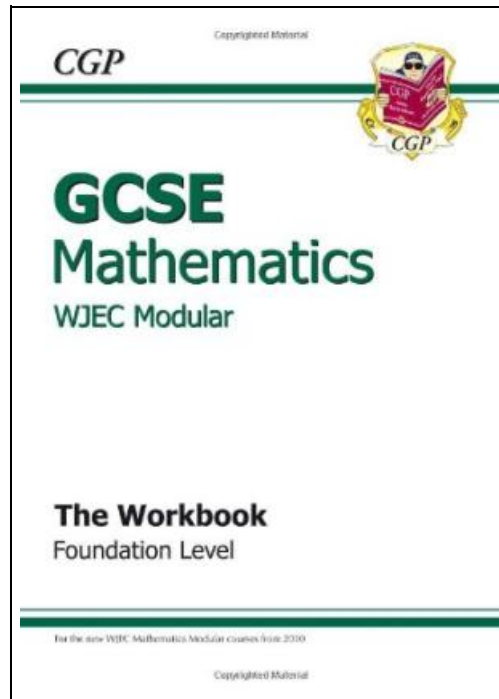 Copyrighted Material
CGP
CGP
CGP
GCSE
Mathematics
WJEC Modular
The Workbook
Foundation Level
For the new WJEC Mathematics Modular courses from 2010
Copyrighted Material